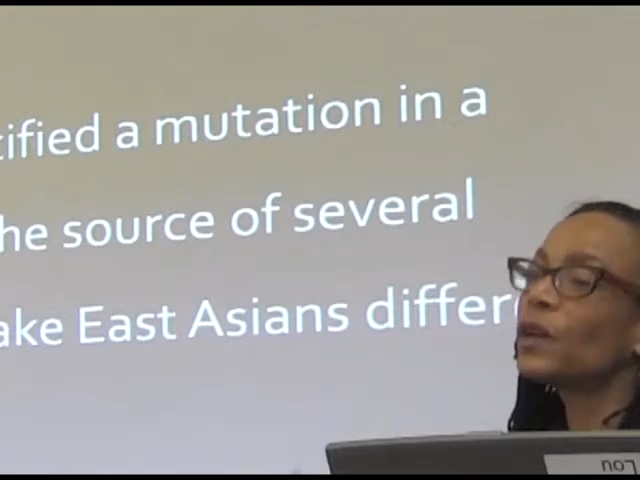 tified a mutation in a
he source of several
ake East Asians differe